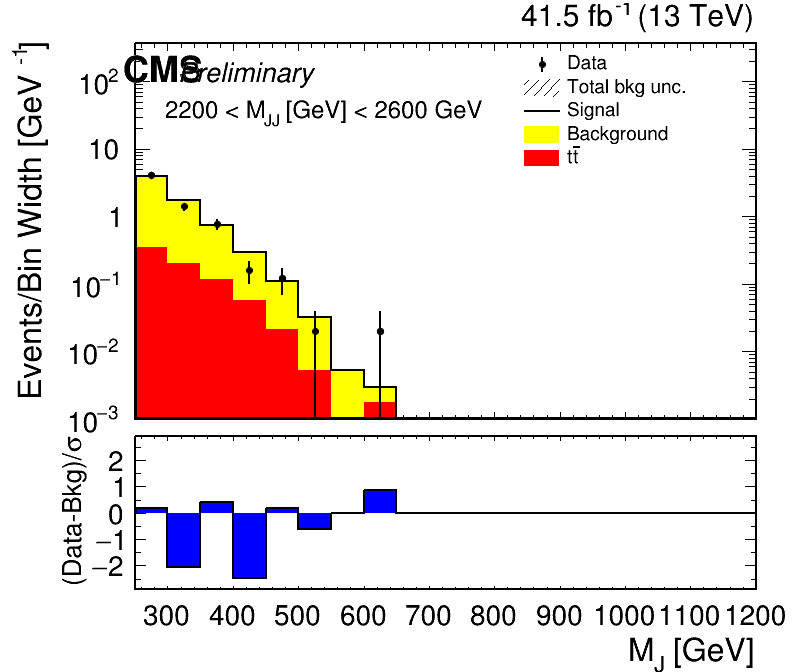 41.5 fb⁻¹ (13 TeV)
CMS Preliminary
2200 < M_JJ [GeV] < 2600 GeV
Data
Total bkg unc.
Signal
Background
tt̄
Events/Bin Width [GeV⁻¹]
10²
10
1
10⁻¹
10⁻²
10⁻³
(Data-Bkg)/σ
2
1
0
−1
−2
300 400 500 600 700 800 900 1000 1100 1200
M_J [GeV]